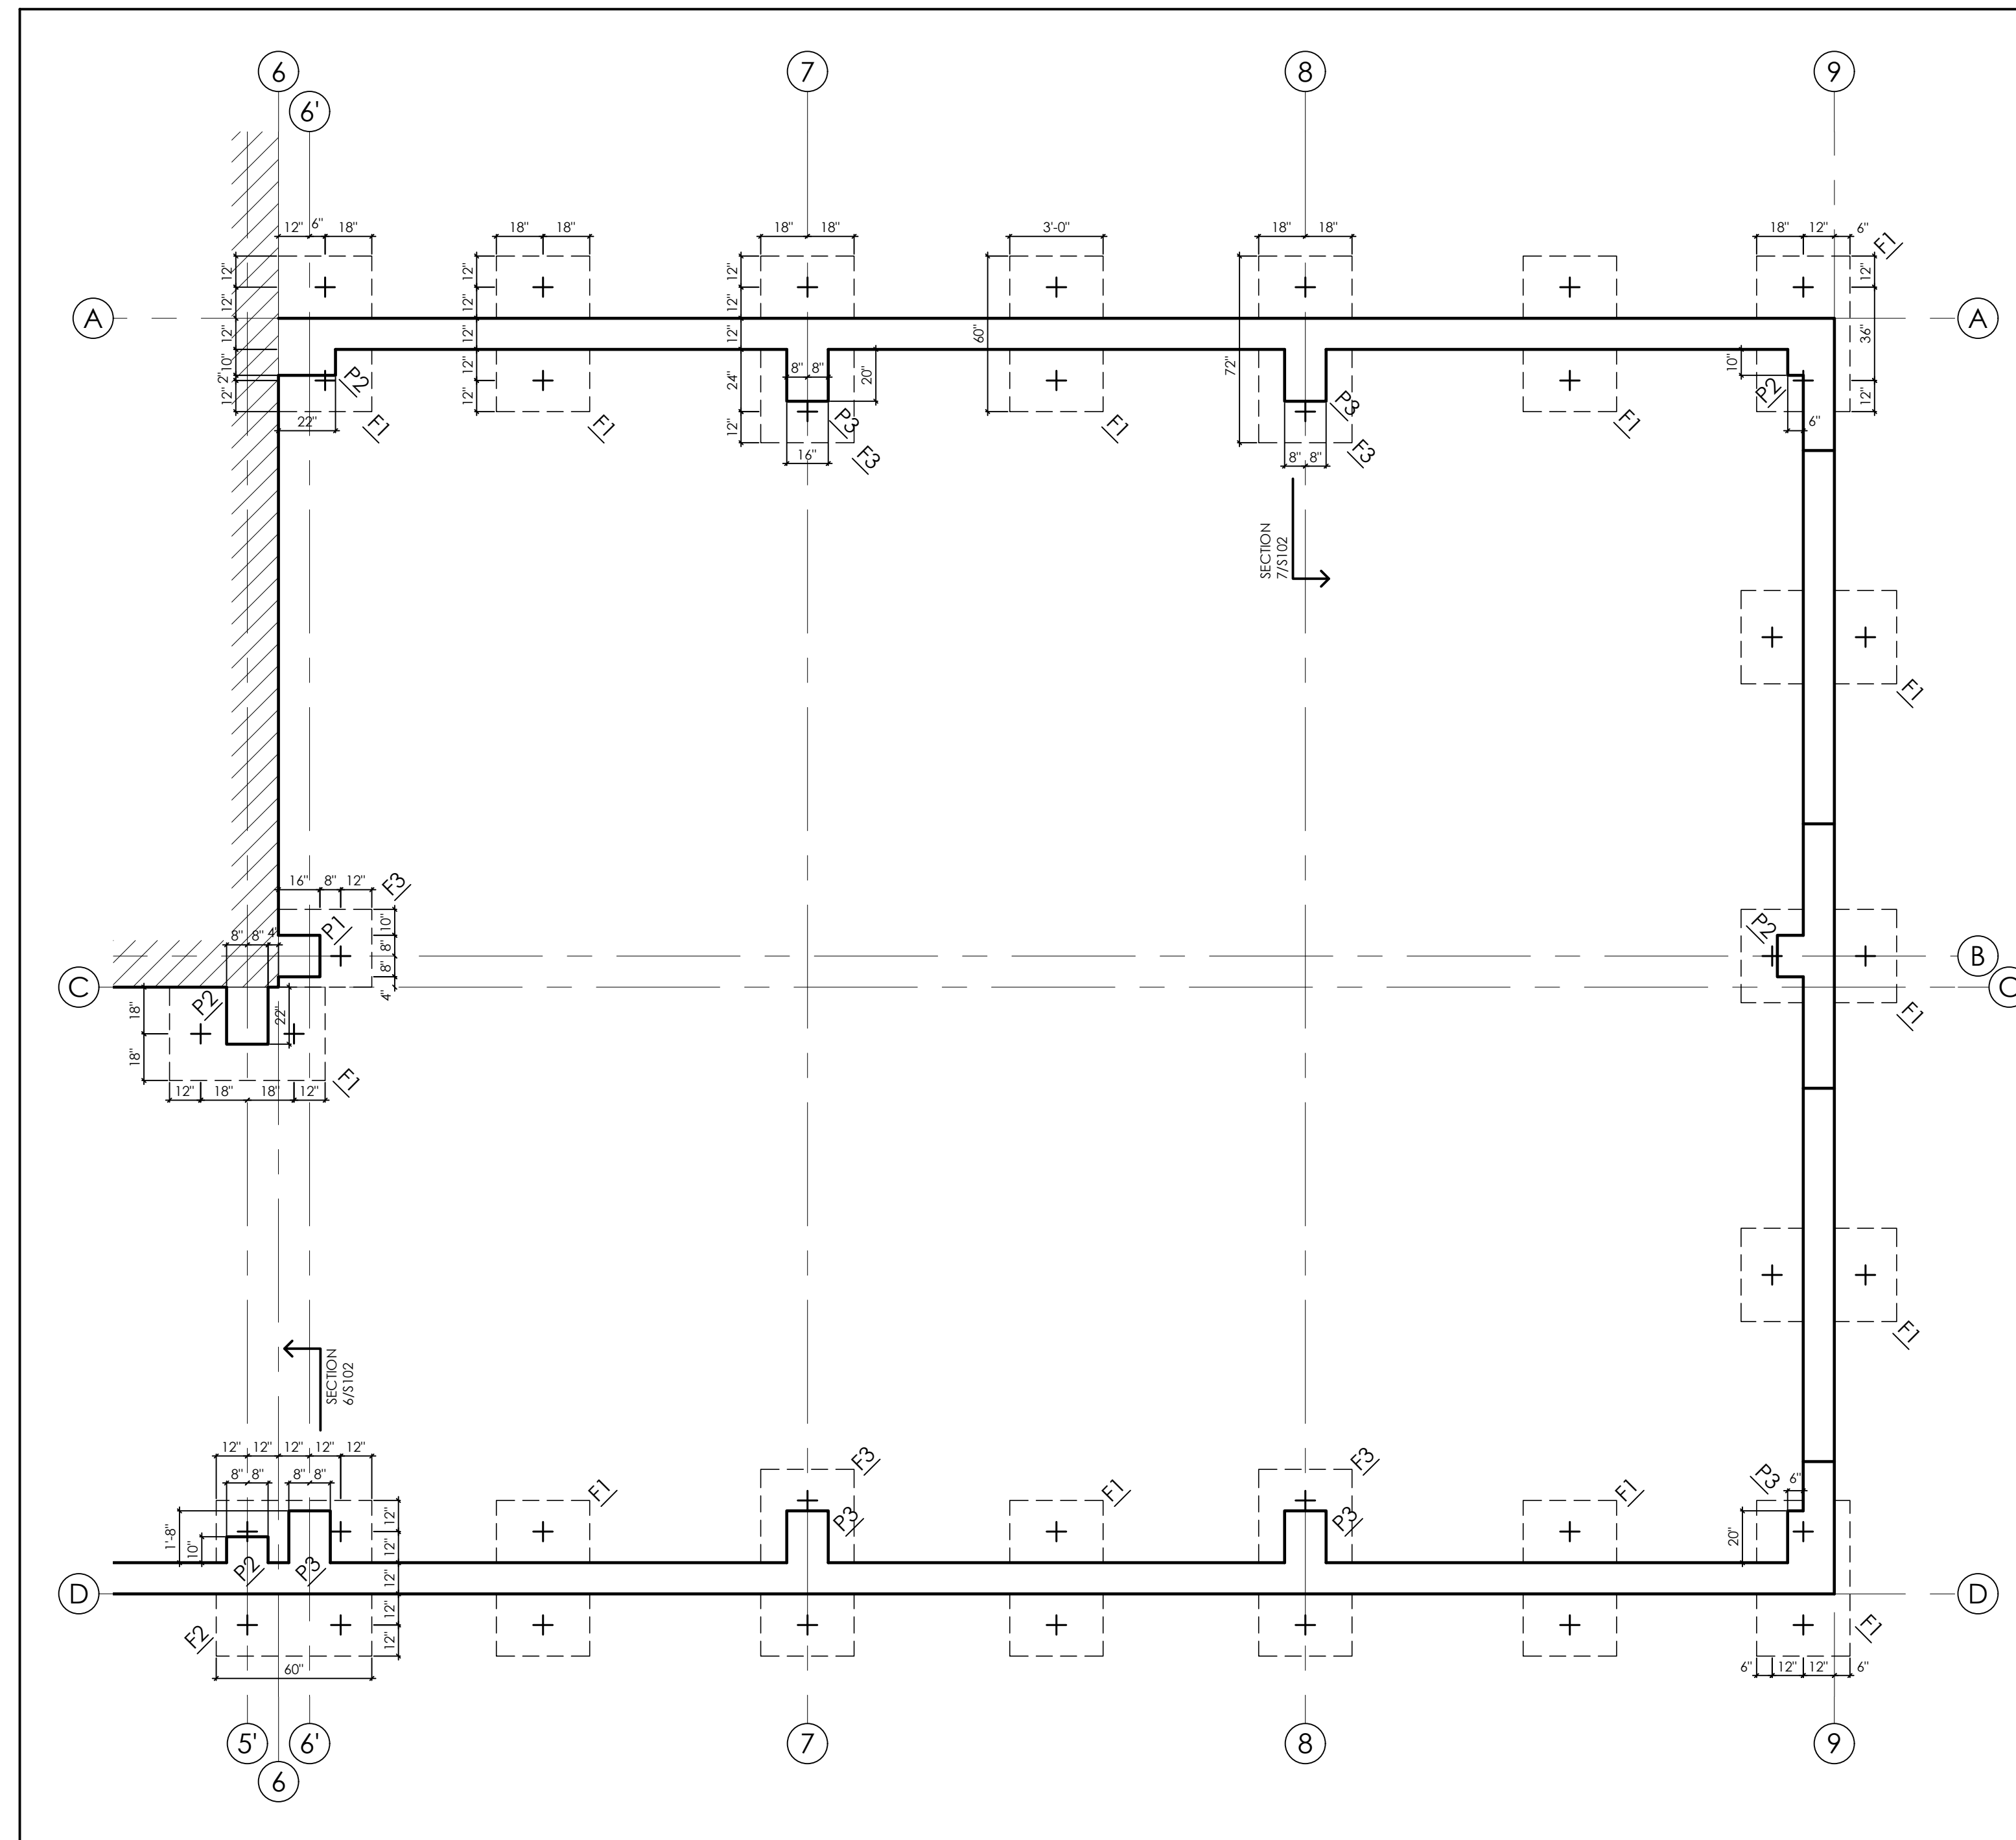 6
7
8
9
6'
12" 6" 18"
18" 18"
18" 18"
3'-0"
18" 18"
18" 12" 6"
F1
12"
12"
12"
10"
2"
12"
12"
12"
12"
12"
12"
12"
12"
12"
24"
12"
60"
72"
12"
36"
12"
A
A
8" 8"
20"
10"
P2
P3
P3
P2
22"
6"
F1
F1
16"
F3
F1
8" 8"
F3
F1
SECTION
7/S102
F1
16" 8" 12"
F3
10"
8"
8"
4"
P1
8" 8" 4"
P2
B
C
C
P2
22"
18"
18"
F1
12" 18" 18" 12"
F1
F1
SECTION
6/S102
12" 12" 12" 12" 12"
8" 8" 8" 8"
F1
F3
F1
F3
F1
P3
6"
1'-8"
10"
12"
12"
12"
12"
12"
P3
P3
20"
P2
P3
D
D
F2
F1
60"
6" 12" 12" 6"
5'
6'
7
8
9
6